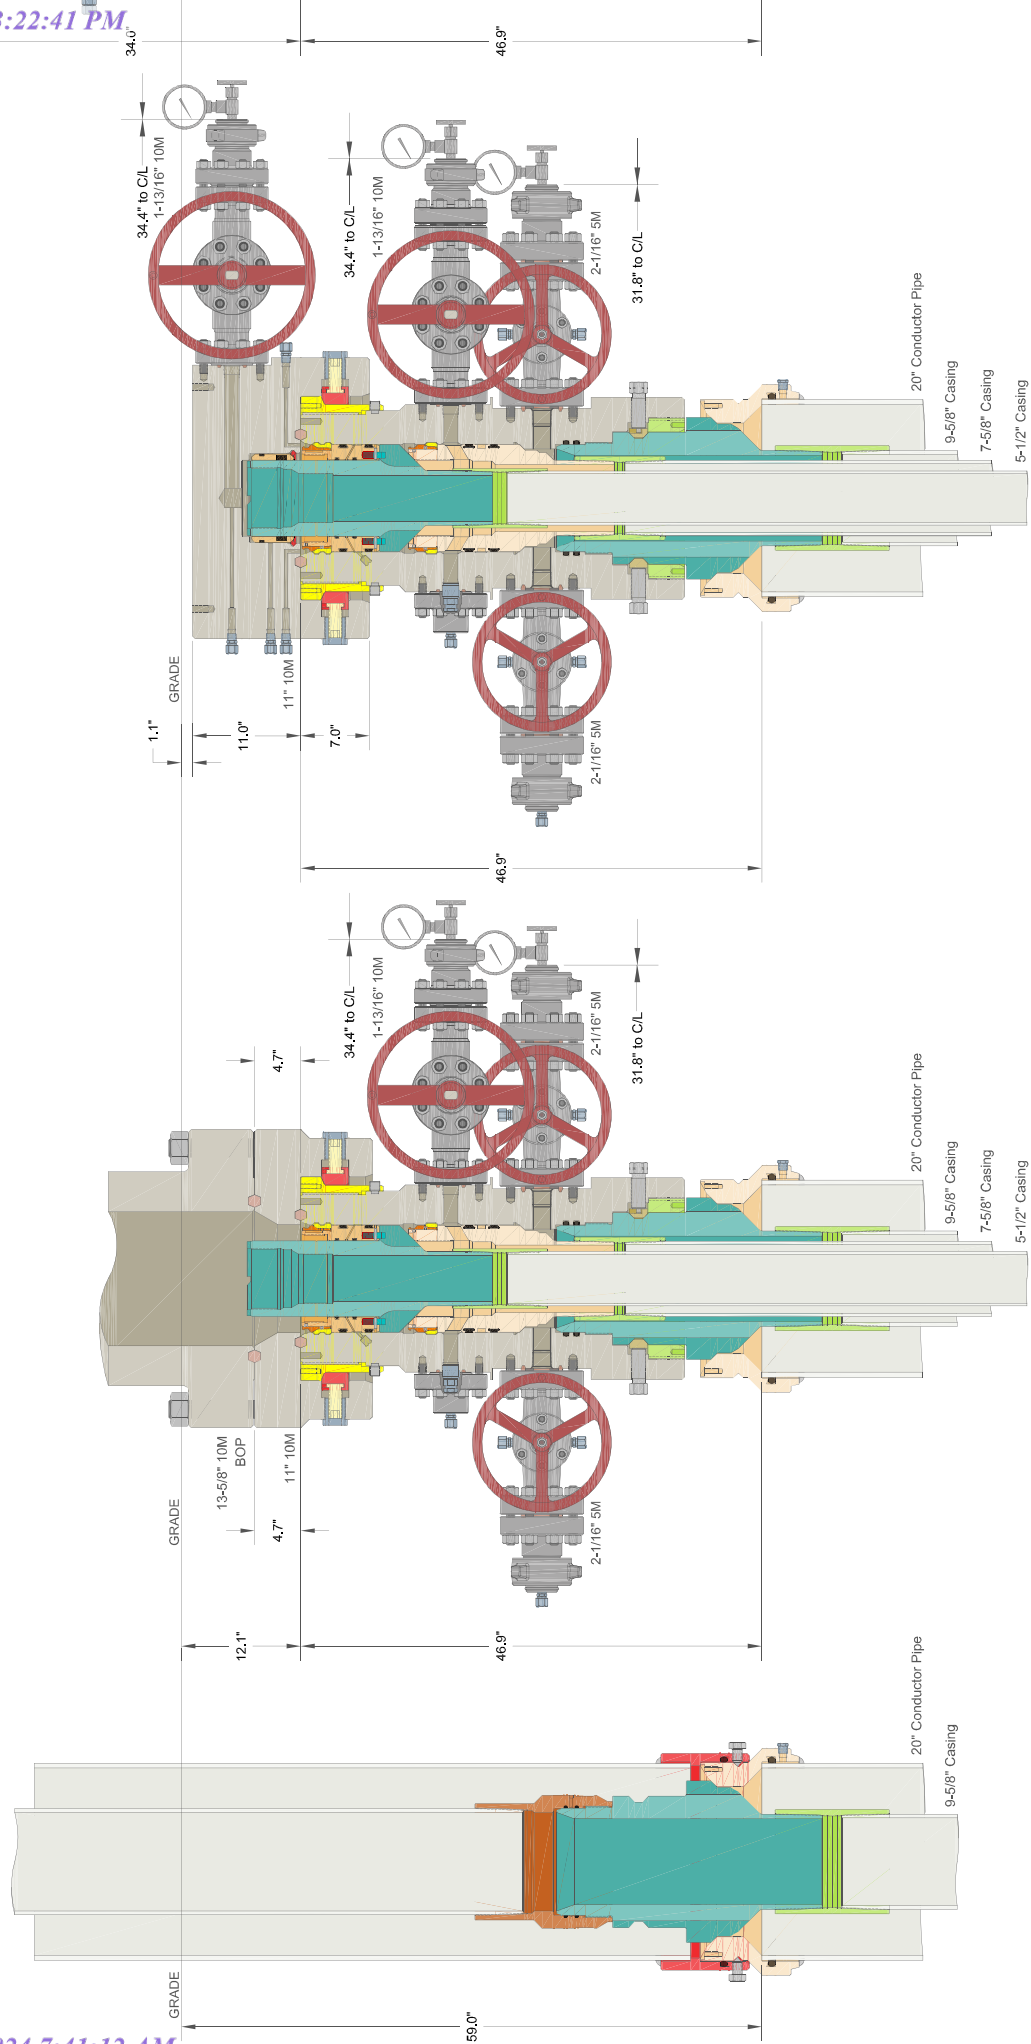 3:22:41 PM
34.0"
46.9"
34.4" to C/L
1-13/16" 10M
34.4" to C/L
1-13/16" 10M
2-1/16" 5M
31.8" to C/L
20" Conductor Pipe
9-5/8" Casing
7-5/8" Casing
5-1/2" Casing
GRADE
1.1"
11.0"
11" 10M
7.0"
2-1/16" 5M
46.9"
4.7"
34.4" to C/L
1-13/16" 10M
2-1/16" 5M
31.8" to C/L
20" Conductor Pipe
9-5/8" Casing
7-5/8" Casing
5-1/2" Casing
13-5/8" 10M
BOP
11" 10M
GRADE
4.7"
2-1/16" 5M
12.1"
46.9"
20" Conductor Pipe
9-5/8" Casing
GRADE
59.0"